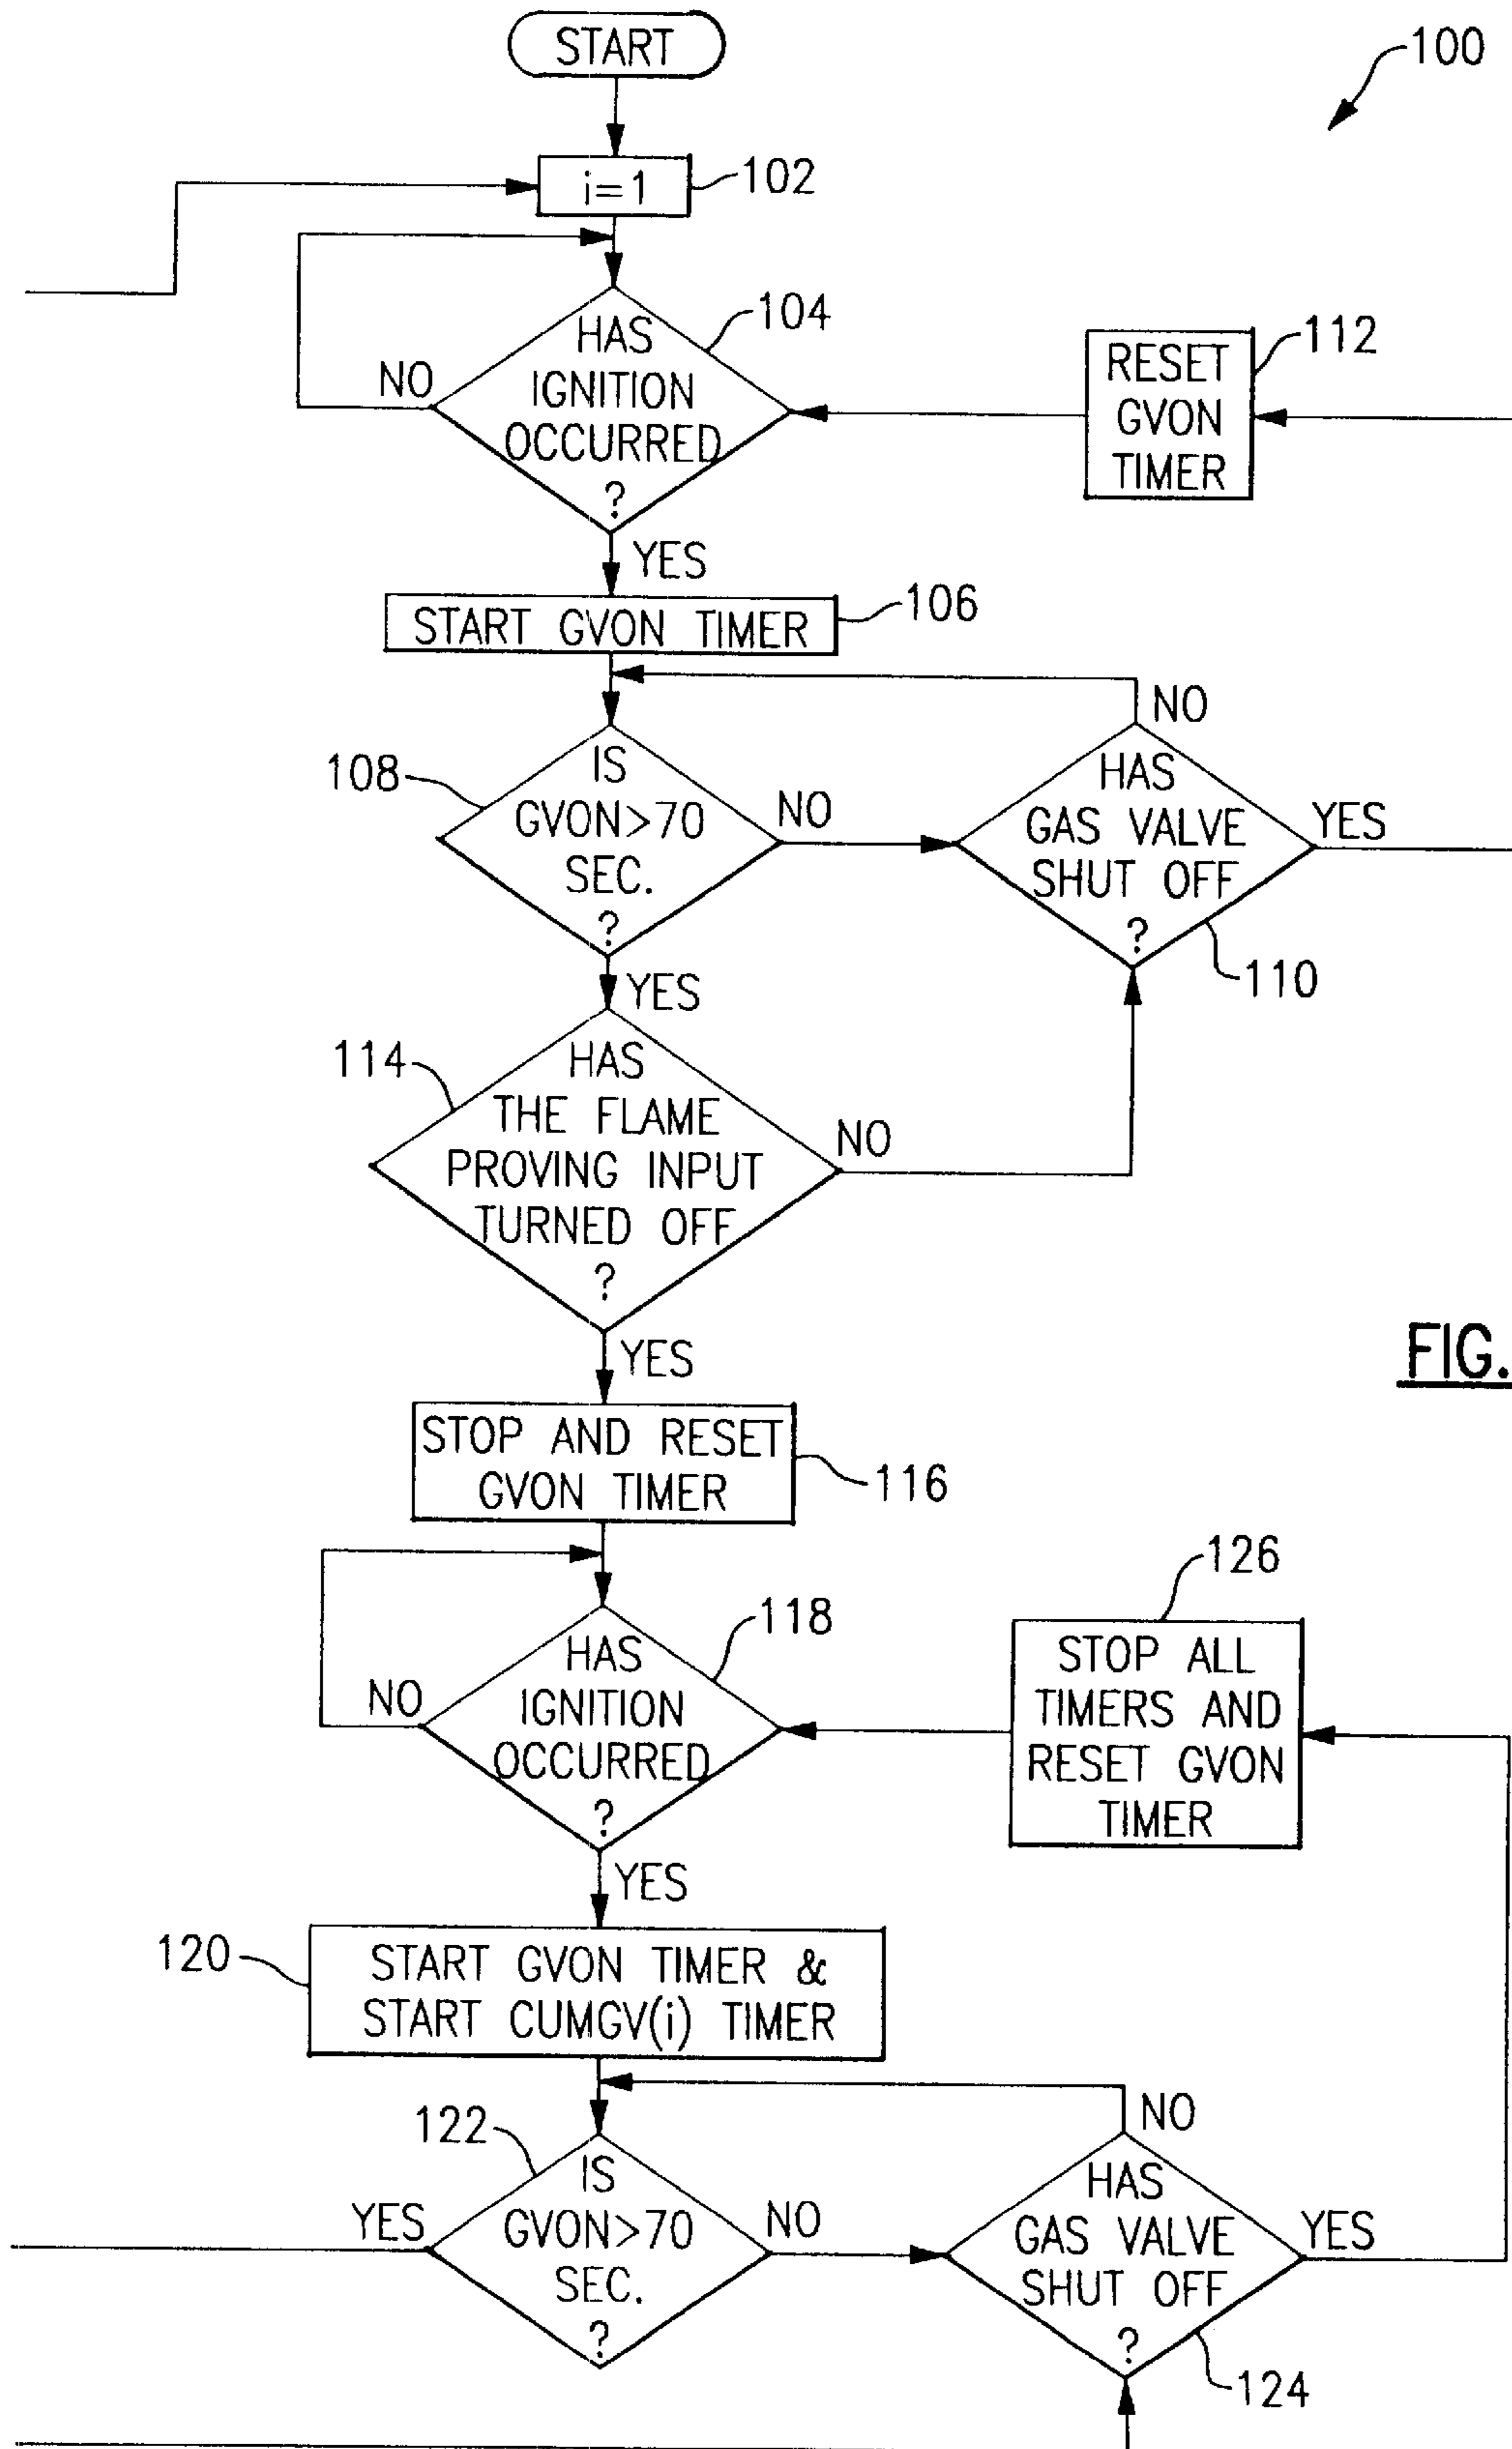 START
100
i=1
102
HAS
IGNITION
OCCURRED
?
104
NO
YES
RESET
GVON
TIMER
112
START GVON TIMER
106
IS
GVON>70
SEC.
?
108
NO
YES
HAS
GAS VALVE
SHUT OFF
?
NO
YES
110
HAS
THE FLAME
PROVING INPUT
TURNED OFF
?
114
NO
YES
FIG.
STOP AND RESET
GVON TIMER
116
HAS
IGNITION
OCCURRED
?
118
NO
YES
STOP ALL
TIMERS AND
RESET GVON
TIMER
126
START GVON TIMER &
START CUMGV(i) TIMER
120
IS
GVON>70
SEC.
?
122
YES
NO
HAS
GAS VALVE
SHUT OFF
?
NO
YES
124